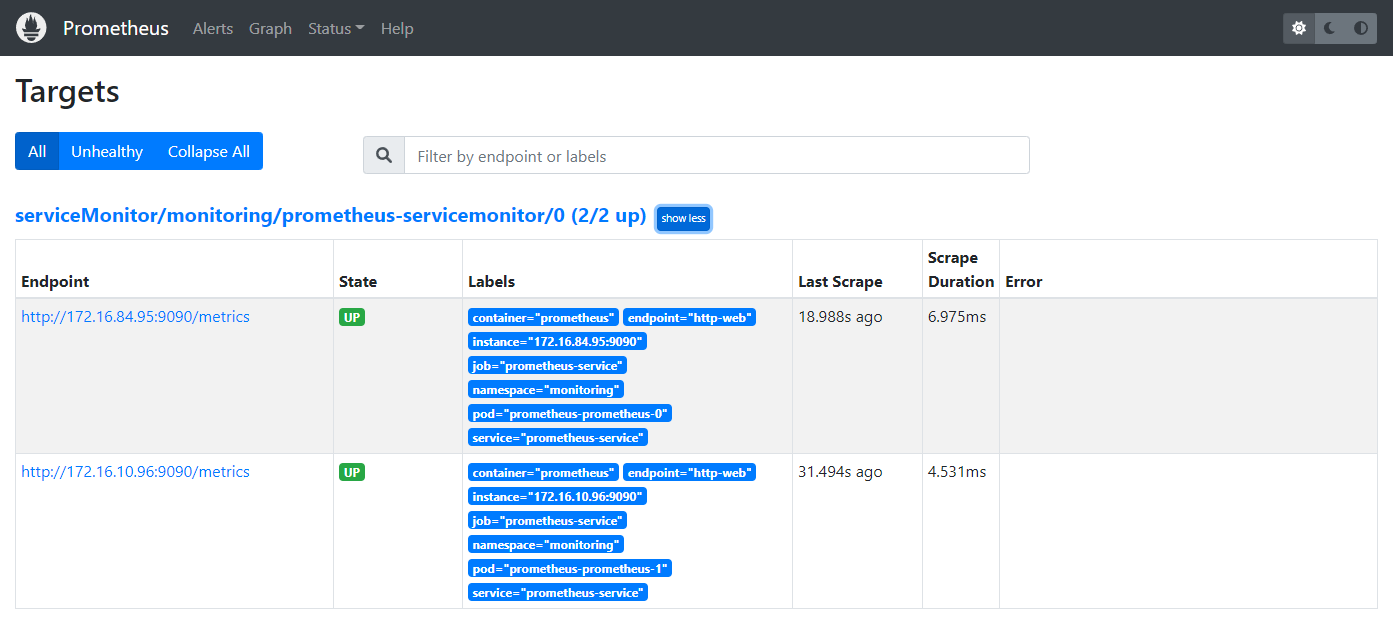 Prometheus Alerts Graph Status Help
Targets
All Unhealthy Collapse All
Filter by endpoint or labels
serviceMonitor/monitoring/prometheus-servicemonitor/0 (2/2 up) show less
Endpoint State Labels Last Scrape Scrape Duration Error
http://172.16.84.95:9090/metrics UP container="prometheus" endpoint="http-web" 18.988s ago 6.975ms
instance="172.16.84.95:9090"
job="prometheus-service"
namespace="monitoring"
pod="prometheus-prometheus-0"
service="prometheus-service"
http://172.16.10.96:9090/metrics UP container="prometheus" endpoint="http-web" 31.494s ago 4.531ms
instance="172.16.10.96:9090"
job="prometheus-service"
namespace="monitoring"
pod="prometheus-prometheus-1"
service="prometheus-service"